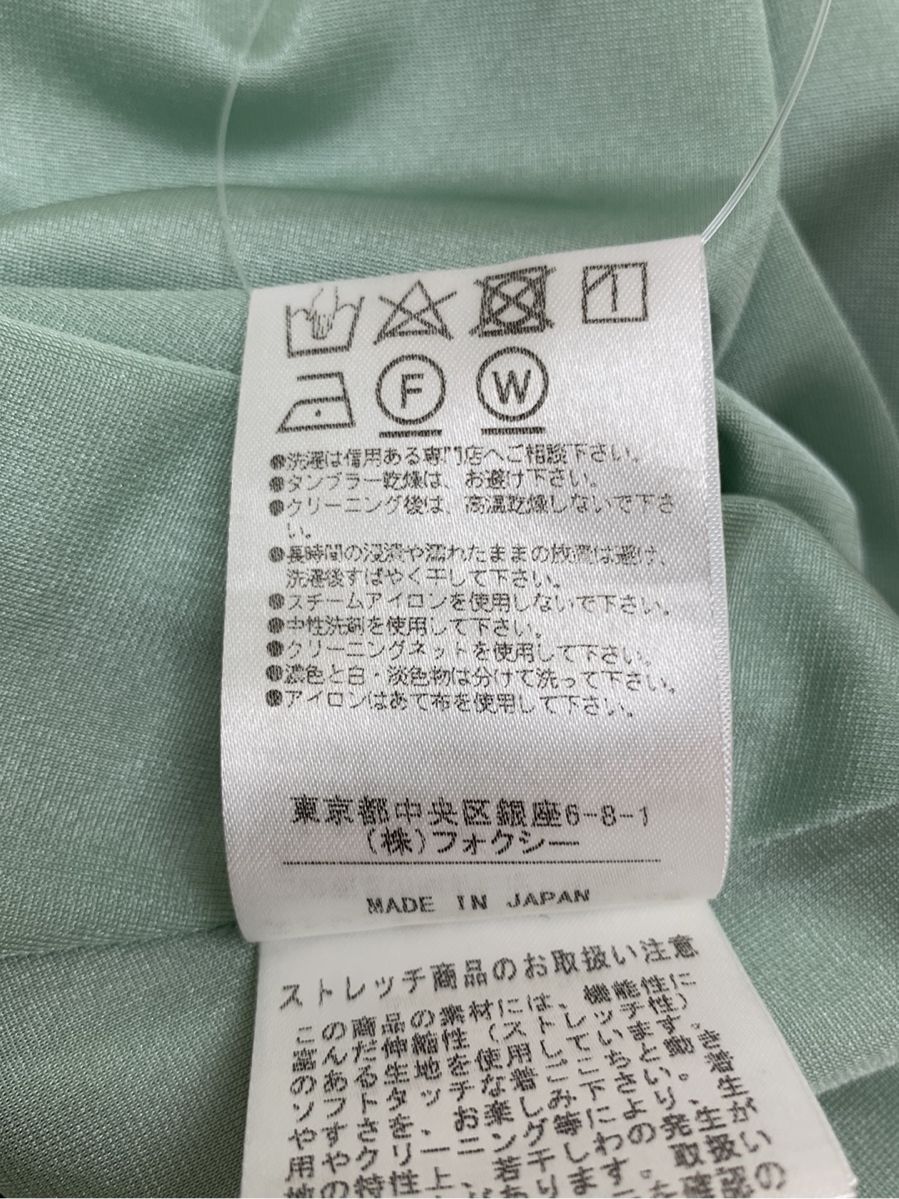 F W
●洗濯は信用ある専門店へご相談下さい。
●タンブラー乾燥は、お避け下さい。
●クリーニング後は、高温乾燥しないで下さ
い。
●長時間の浸漬や濡れたままの放置は避け、
洗濯後すばやく干して下さい。
●スチームアイロンを使用しないで下さい。
●中性洗剤を使用して下さい。
●クリーニングネットを使用して下さい。
●濃色と白・淡色物は分けて洗って下さい。
●アイロンはあて布を使用して下さい。
東京都中央区銀座6-8-1
(株)フォクシー
MADE IN JAPAN
ストレッチ商品のお取扱い注意
この商品の素材には、機能性に
富んだ伸縮性(ストレッチ性)
のある生地を使用しています。
ソフトタッチな着ごこちと動き
やすさを、お楽しみ下さい。着
用やクリーニング等により、生
地の特性上、若干